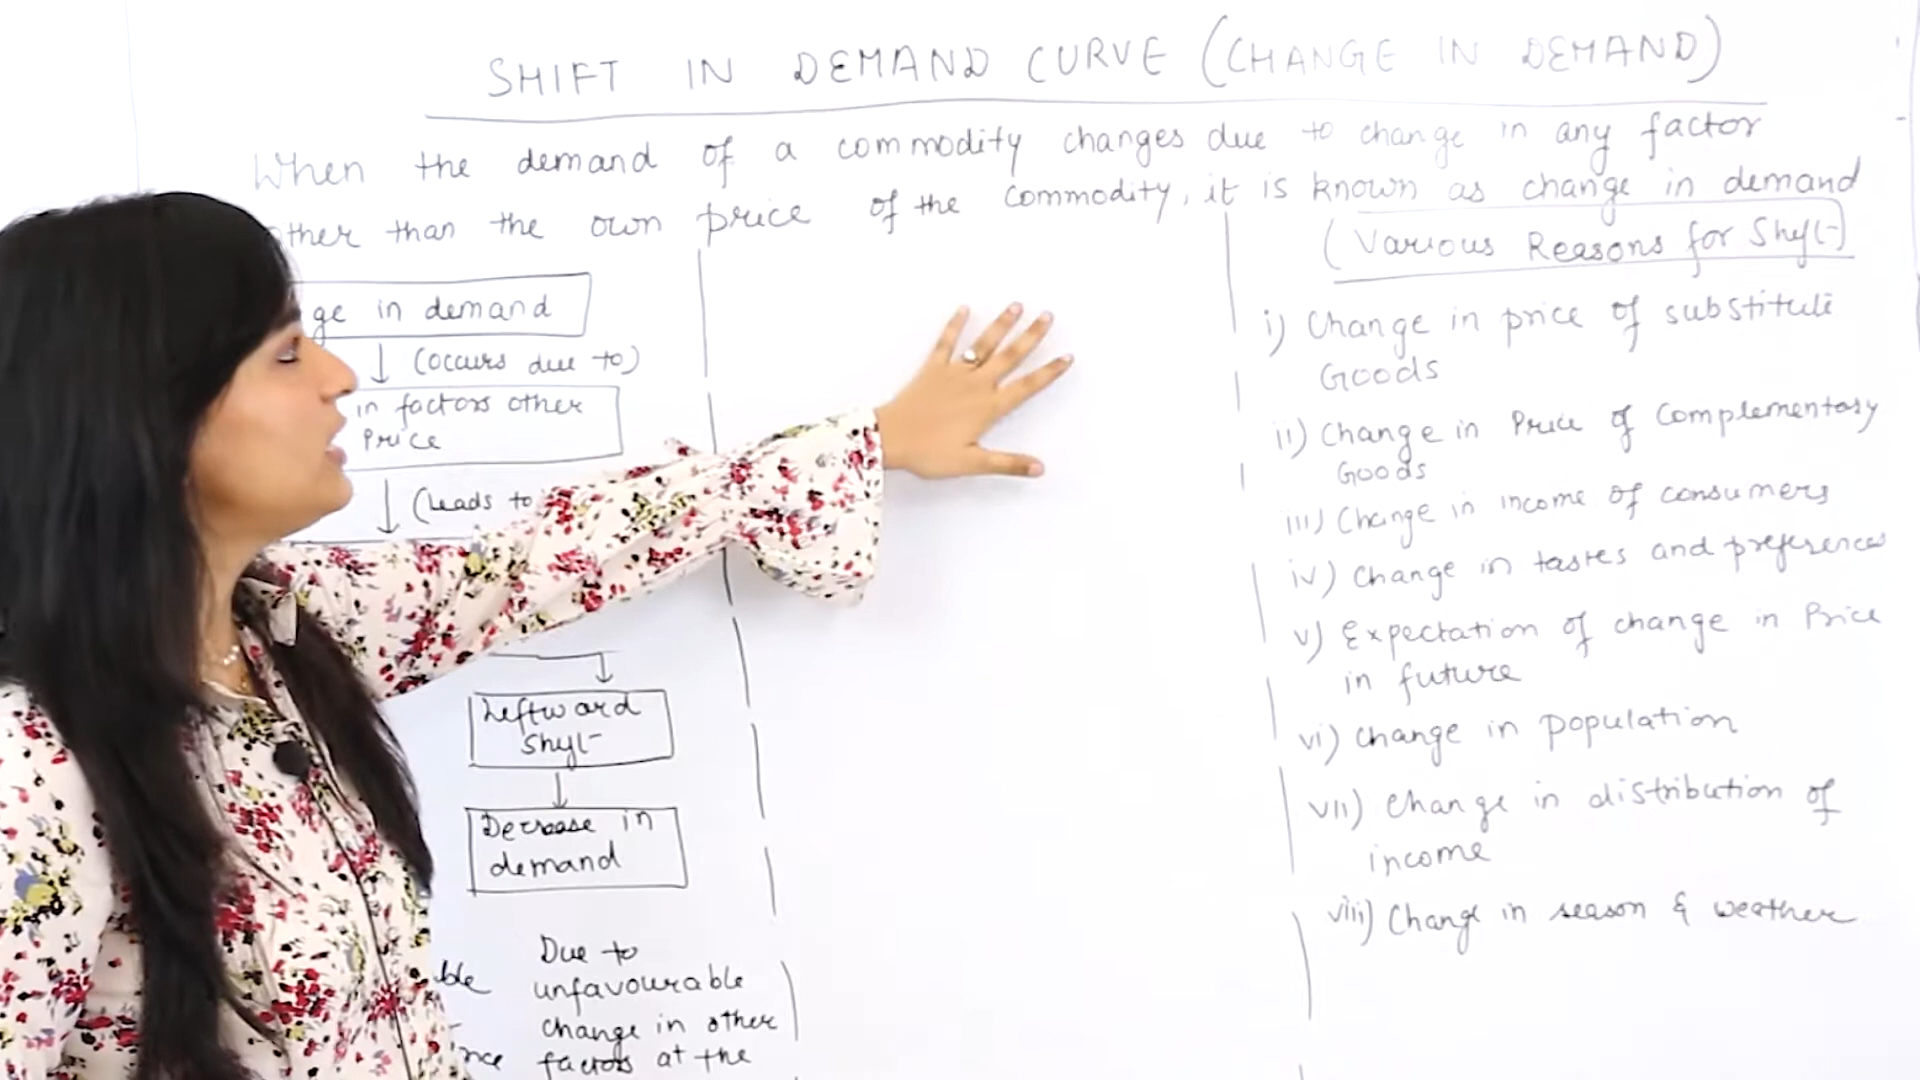 SHIFT IN DEMAND CURVE (CHANGE IN DEMAND)
When the demand of a commodity changes due to change in any factor
other than the own price of the commodity, it is known as change in demand
ge in demand
(occurs due to)
in factors other
Price
(leads to
Leftward
Shift
Decrease in
demand
ble
nce
Due to
unfavourable
change in other
factors at the
(Various Reasons for Shift)
i) Change in price of substitute
Goods
ii) Change in Price of Complementary
Goods
iii) Change in income of consumers
iv) Change in tastes and preferences
v) Expectation of change in Price
in future
vi) Change in population
vii) Change in distribution of
income
viii) Change in season & weather